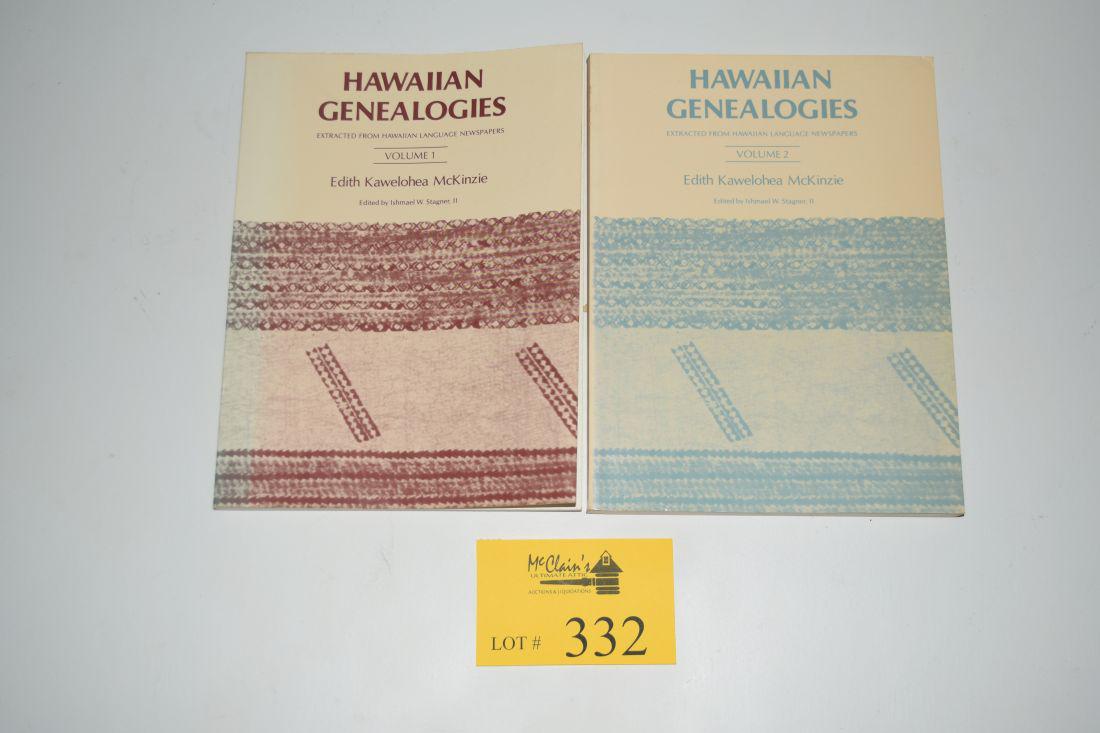 HAWAIIAN
GENEALOGIES
EXTRACTED FROM HAWAIIAN LANGUAGE NEWSPAPERS
VOLUME 1
Edith Kawelohea McKinzie
Edited by Ishmael W. Stagner, II
HAWAIIAN
GENEALOGIES
EXTRACTED FROM HAWAIIAN LANGUAGE NEWSPAPERS
VOLUME 2
Edith Kawelohea McKinzie
Edited by Ishmael W. Stagner, II
McClain's
ULTIMATE ATTIC
AUCTIONS & LIQUIDATIONS
LOT # 332